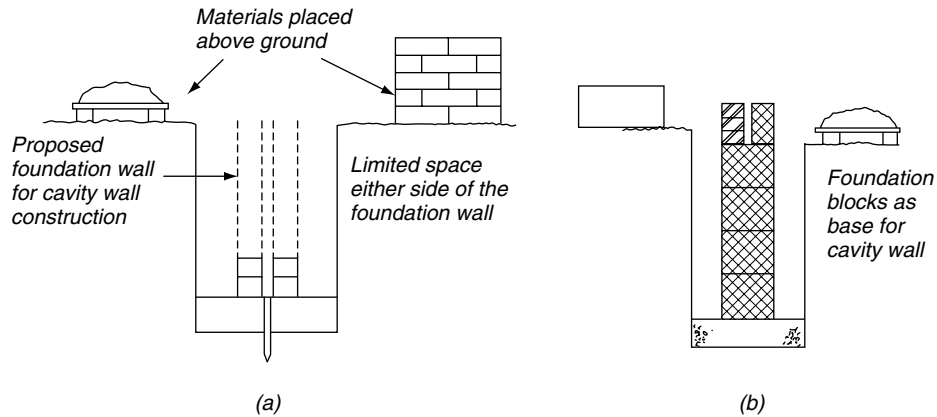 Materials placed
above ground
Proposed
foundation wall
for cavity wall
construction
Limited space
either side of the
foundation wall
(a)
Foundation
blocks as
base for
cavity wall
(b)